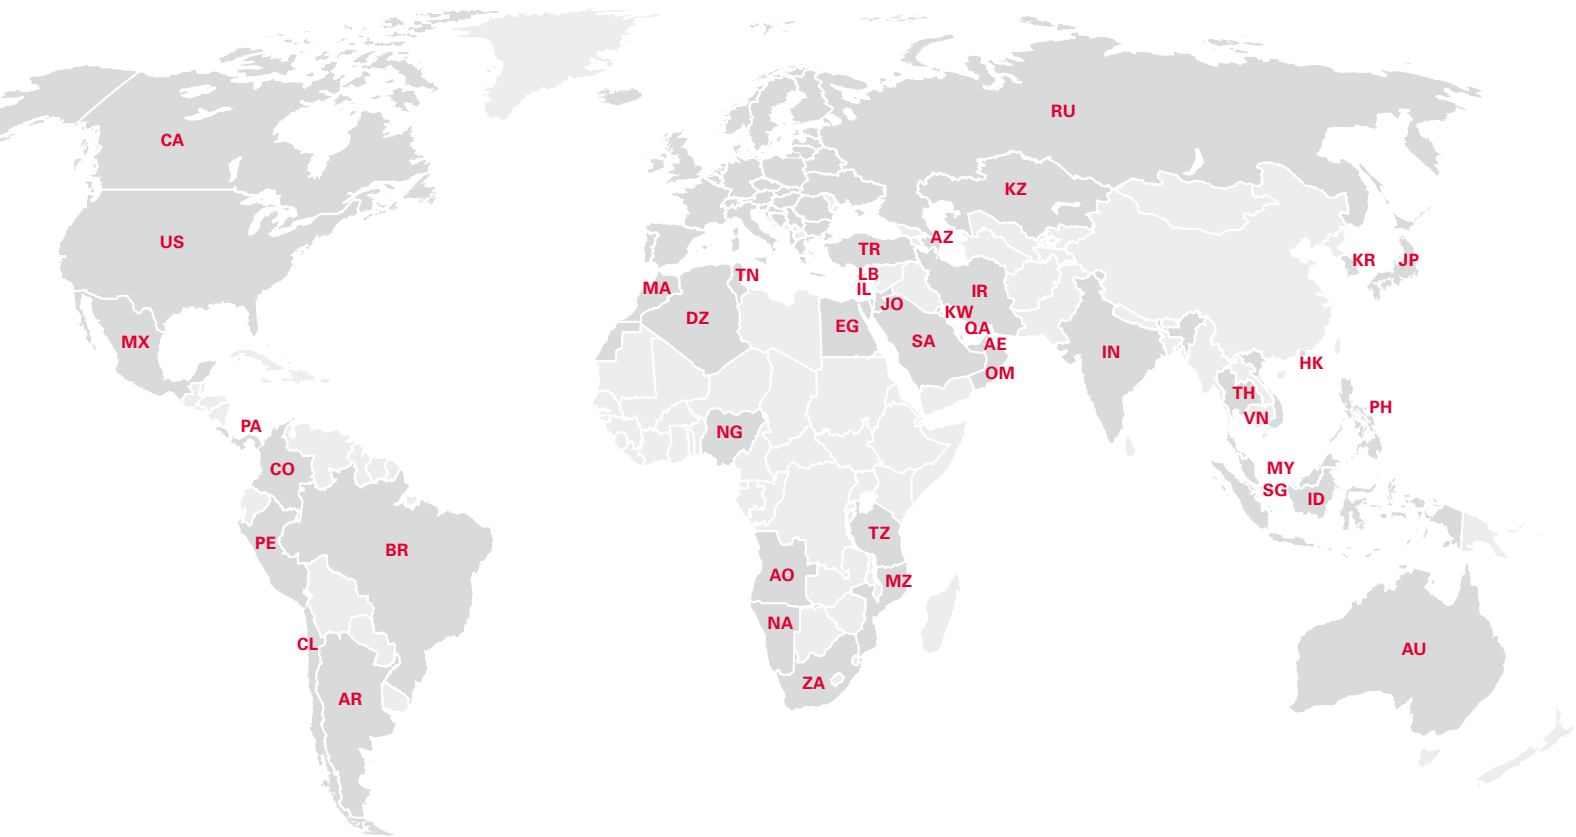 RU
CA
KZ
AZ
US
TR
KR
JP
LB
TN
IL
MA
IR
JO
KW
DZ
EG
QA
SA
AE
MX
IN
HK
OM
TH
PH
VN
PA
NG
CO
MY
SG
ID
TZ
PE
BR
AO
MZ
NA
CL
AU
ZA
AR